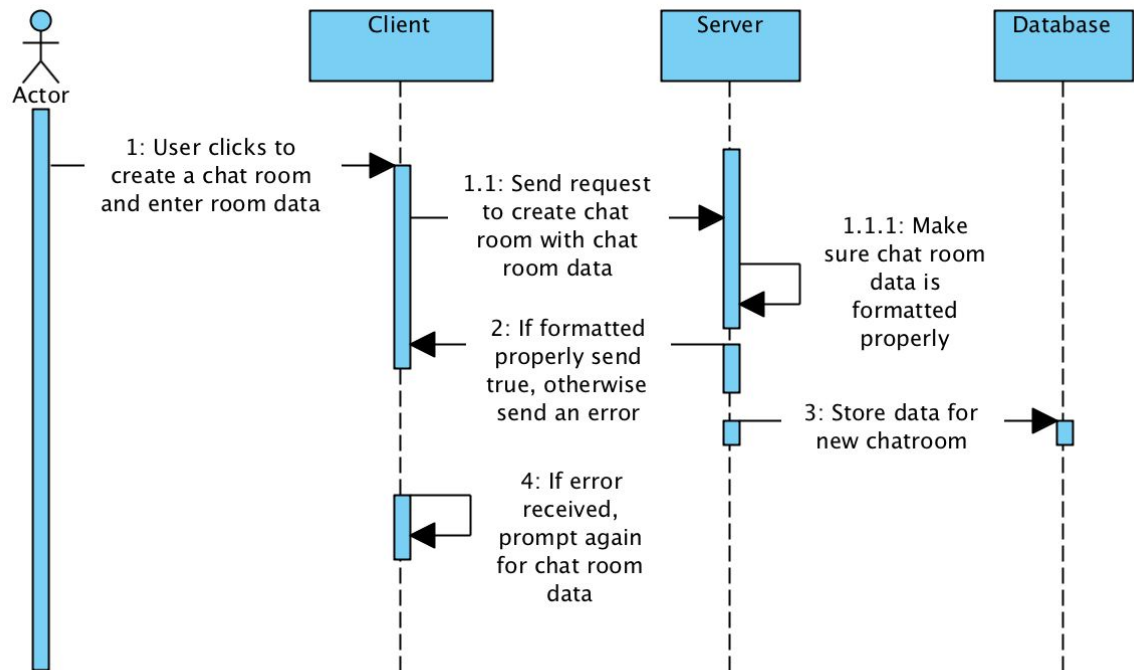 Client
Server
Database
Actor
1: User clicks to
create a chat room
and enter room data
1.1: Send request
to create chat
room with chat
room data
1.1.1: Make
sure chat room
data is
formatted
properly
2: If formatted
properly send
true, otherwise
send an error
3: Store data for
new chatroom
4: If error
received,
prompt again
for chat room
data